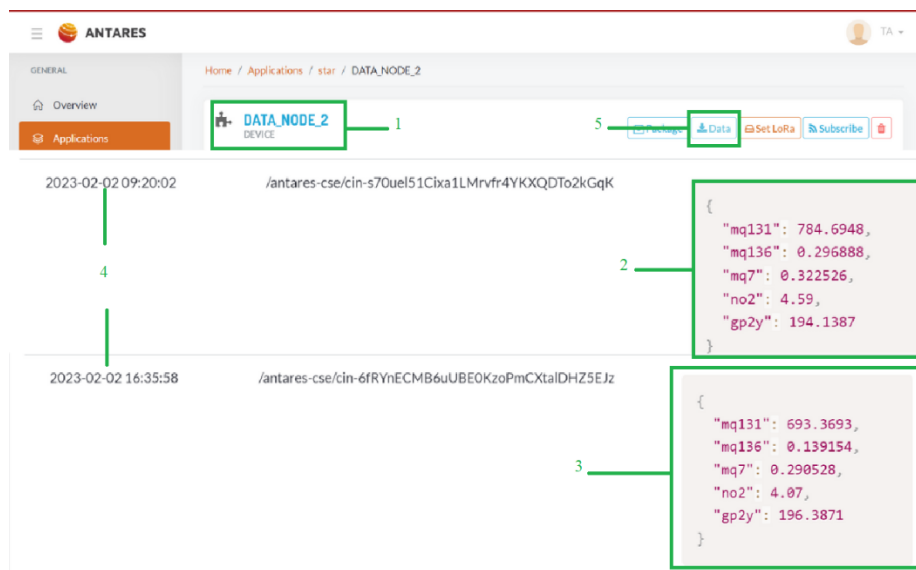 ANTARES
TA
GENERAL
Home / Applications / star / DATA_NODE_2
Overview
Applications
DATA_NODE_2
DEVICE
1
5
Package
Data
Set LoRa
Subscribe
2023-02-02 09:20:02
/antares-cse/cin-s70uel51Cixa1LMrvfr4YKXQDTo2kGqK
{
"mq131": 784.6948,
"mq136": 0.296888,
"mq7": 0.322526,
"no2": 4.59,
"gp2y": 194.1387
}
2
4
2023-02-02 16:35:58
/antares-cse/cin-6fRYnECMB6uUBE0KzoPmCXtalDHZ5EJz
{
"mq131": 693.3693,
"mq136": 0.139154,
"mq7": 0.290528,
"no2": 4.07,
"gp2y": 196.3871
}
3